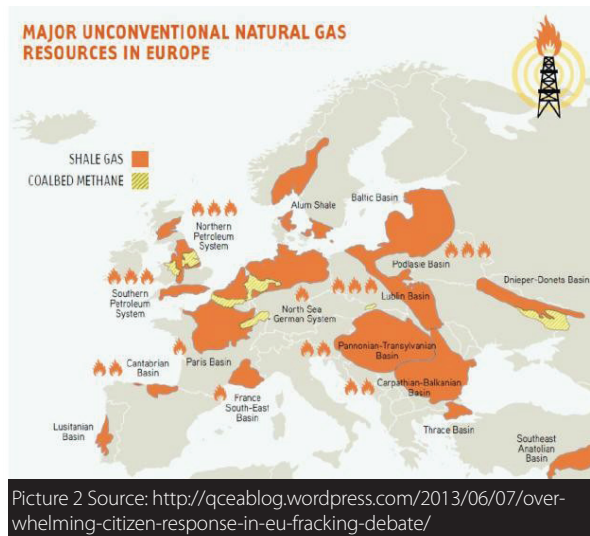 MAJOR UNCONVENTIONAL NATURAL GAS
RESOURCES IN EUROPE
SHALE GAS
COALBED METHANE
Alum Shale
Baltic Basin
Northern
Petroleum
System
Podlasie Basin
Dnieper-Donets Basin
Southern
Petroleum
System
Lublin Basin
North Sea
German System
Pannonian-Transylvanian
Basin
Cantabrian
Basin
Paris Basin
Carpathian-Balkanian
Basin
France
South-East
Basin
Lusitanian
Basin
Thrace Basin
Southeast
Anatolian
Basin
Picture 2 Source: http://qceablog.wordpress.com/2013/06/07/over-
whelming-citizen-response-in-eu-fracking-debate/